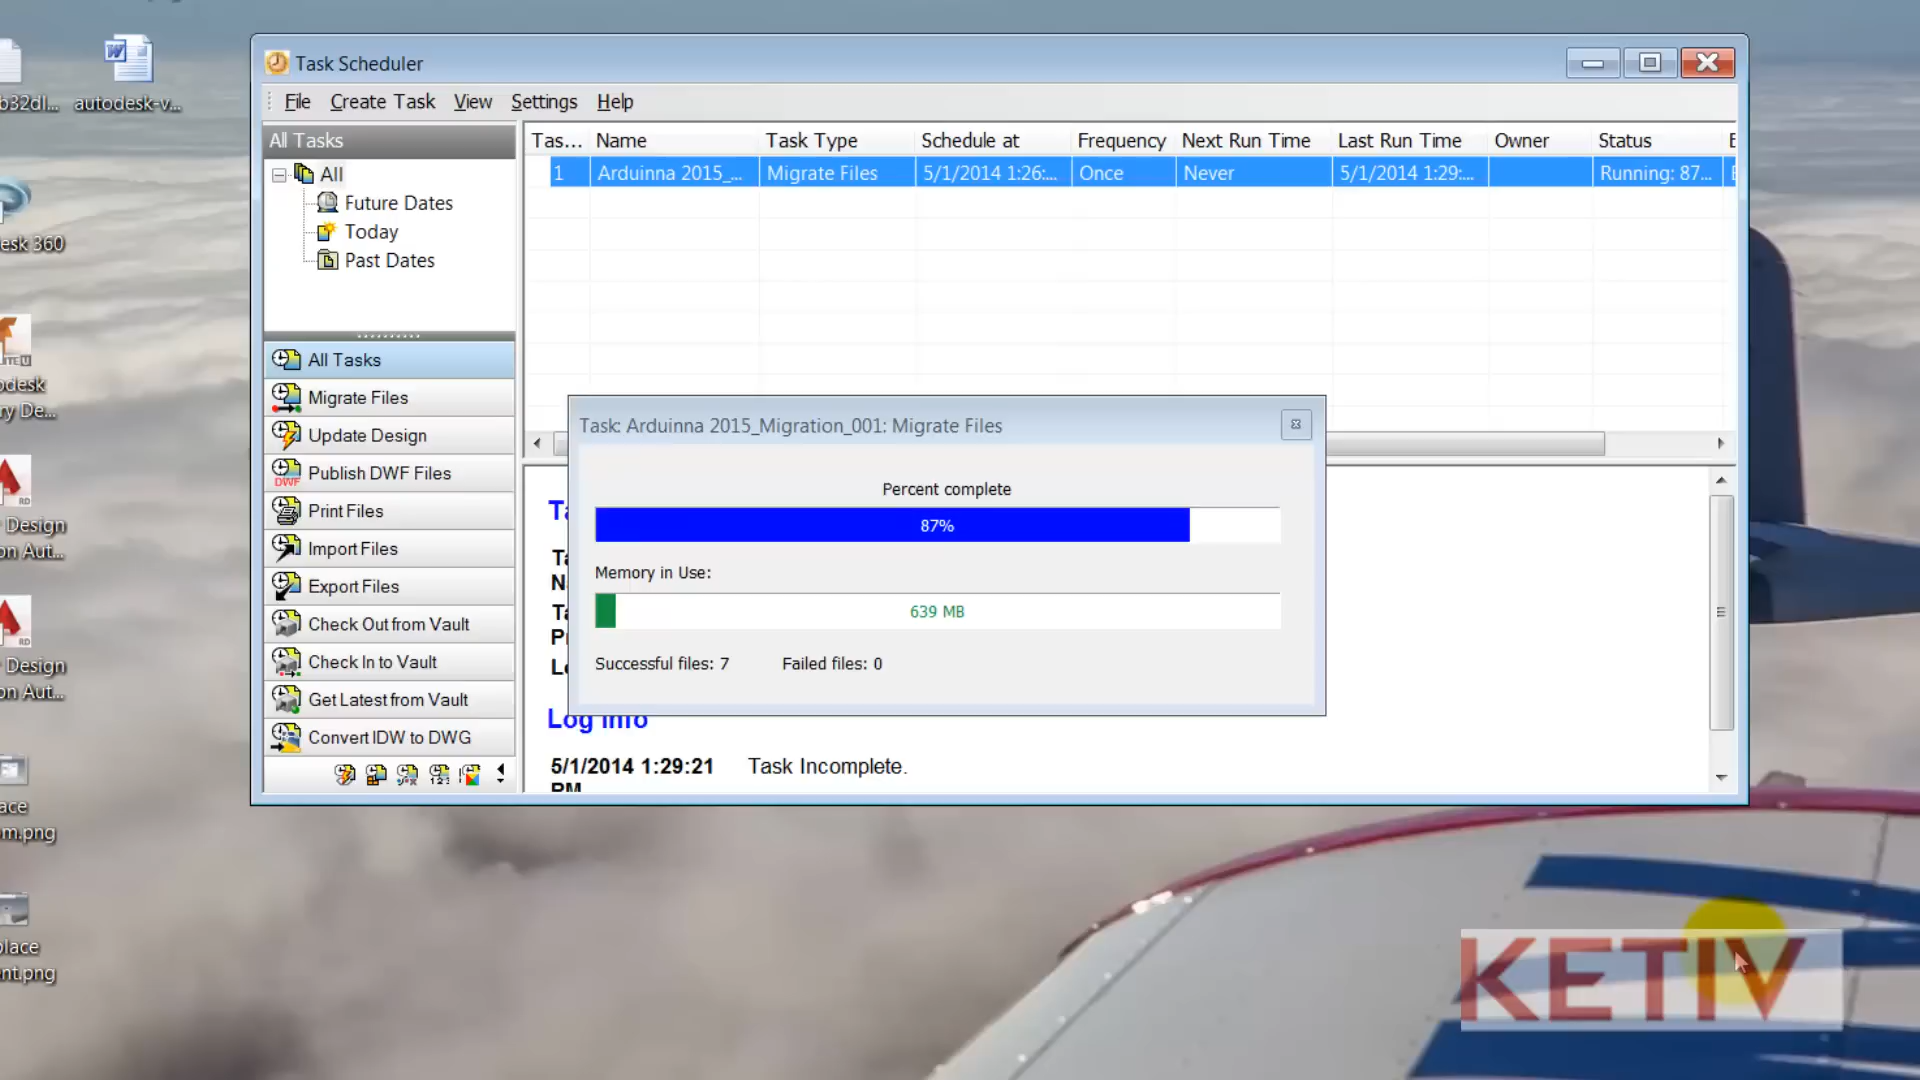 Task Scheduler
File Create Task View Settings Help
All Tasks
All
Future Dates
Today
Past Dates
All Tasks
Migrate Files
Update Design
Publish DWF Files
Print Files
Import Files
Export Files
Check Out from Vault
Check In to Vault
Get Latest from Vault
Convert IDW to DWG
Tas... Name Task Type Schedule at Frequency Next Run Time Last Run Time Owner Status
1 Arduinna 2015_... Migrate Files 5/1/2014 1:26:... Once Never 5/1/2014 1:29:... Running: 87...
Task: Arduinna 2015_Migration_001: Migrate Files
Percent complete
87%
Memory in Use:
639 MB
Successful files: 7 Failed files: 0
Log Info
5/1/2014 1:29:21 Task Incomplete.
PM
b32dl... autodesk-v...
esk 360
odesk
ry De...
Design
on Aut...
Design
on Aut...
ace
m.png
place
nt.png
KETIV